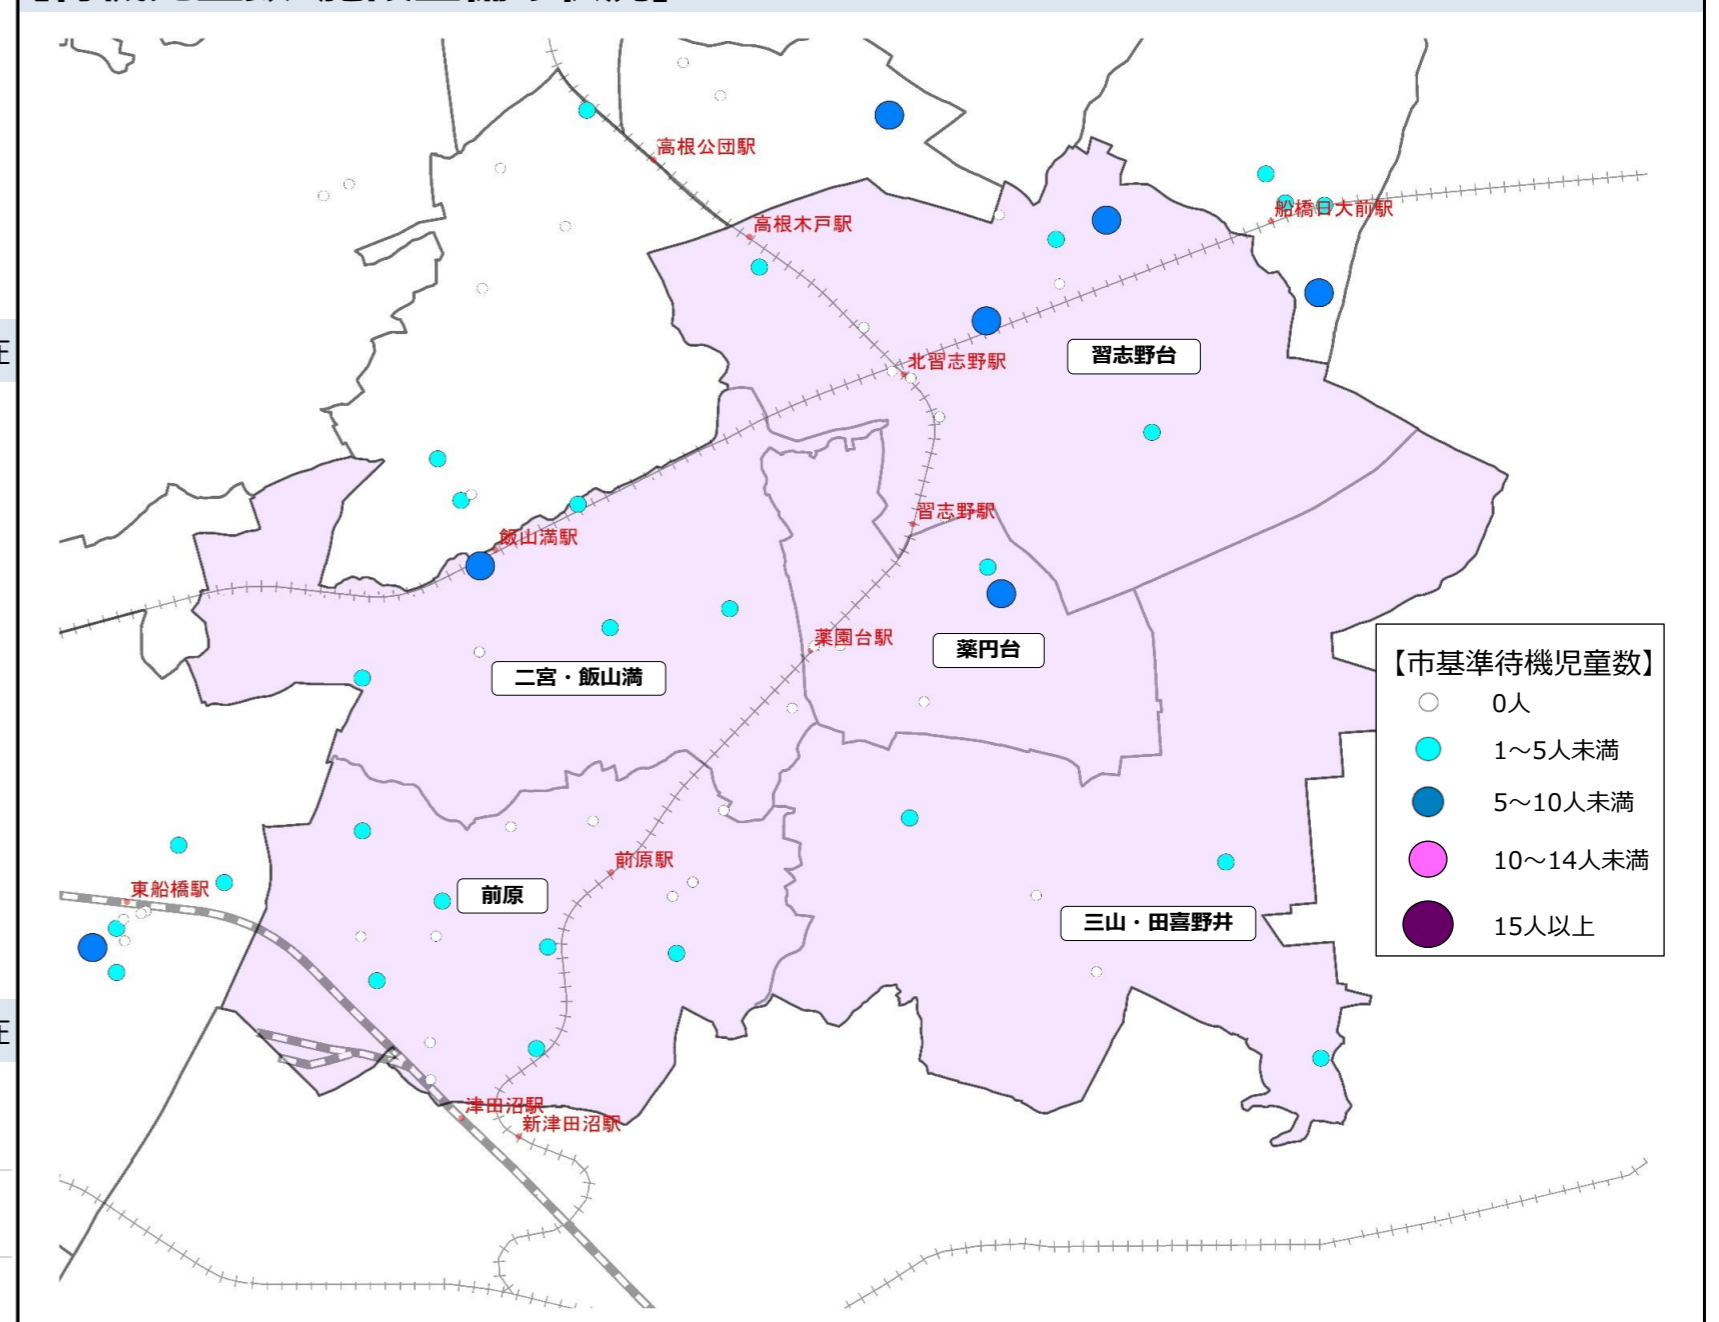 高根公団駅
高根木戸駅
船橋日大前駅
習志野台
北習志野駅
習志野駅
飯山満駅
薬園台駅
薬円台
二宮・飯山満
【市基準待機児童数】
0人
1～5人未満
5～10人未満
10～14人未満
15人以上
前原駅
東船橋駅
前原
三山・田喜野井
津田沼駅
新津田沼駅
在
在